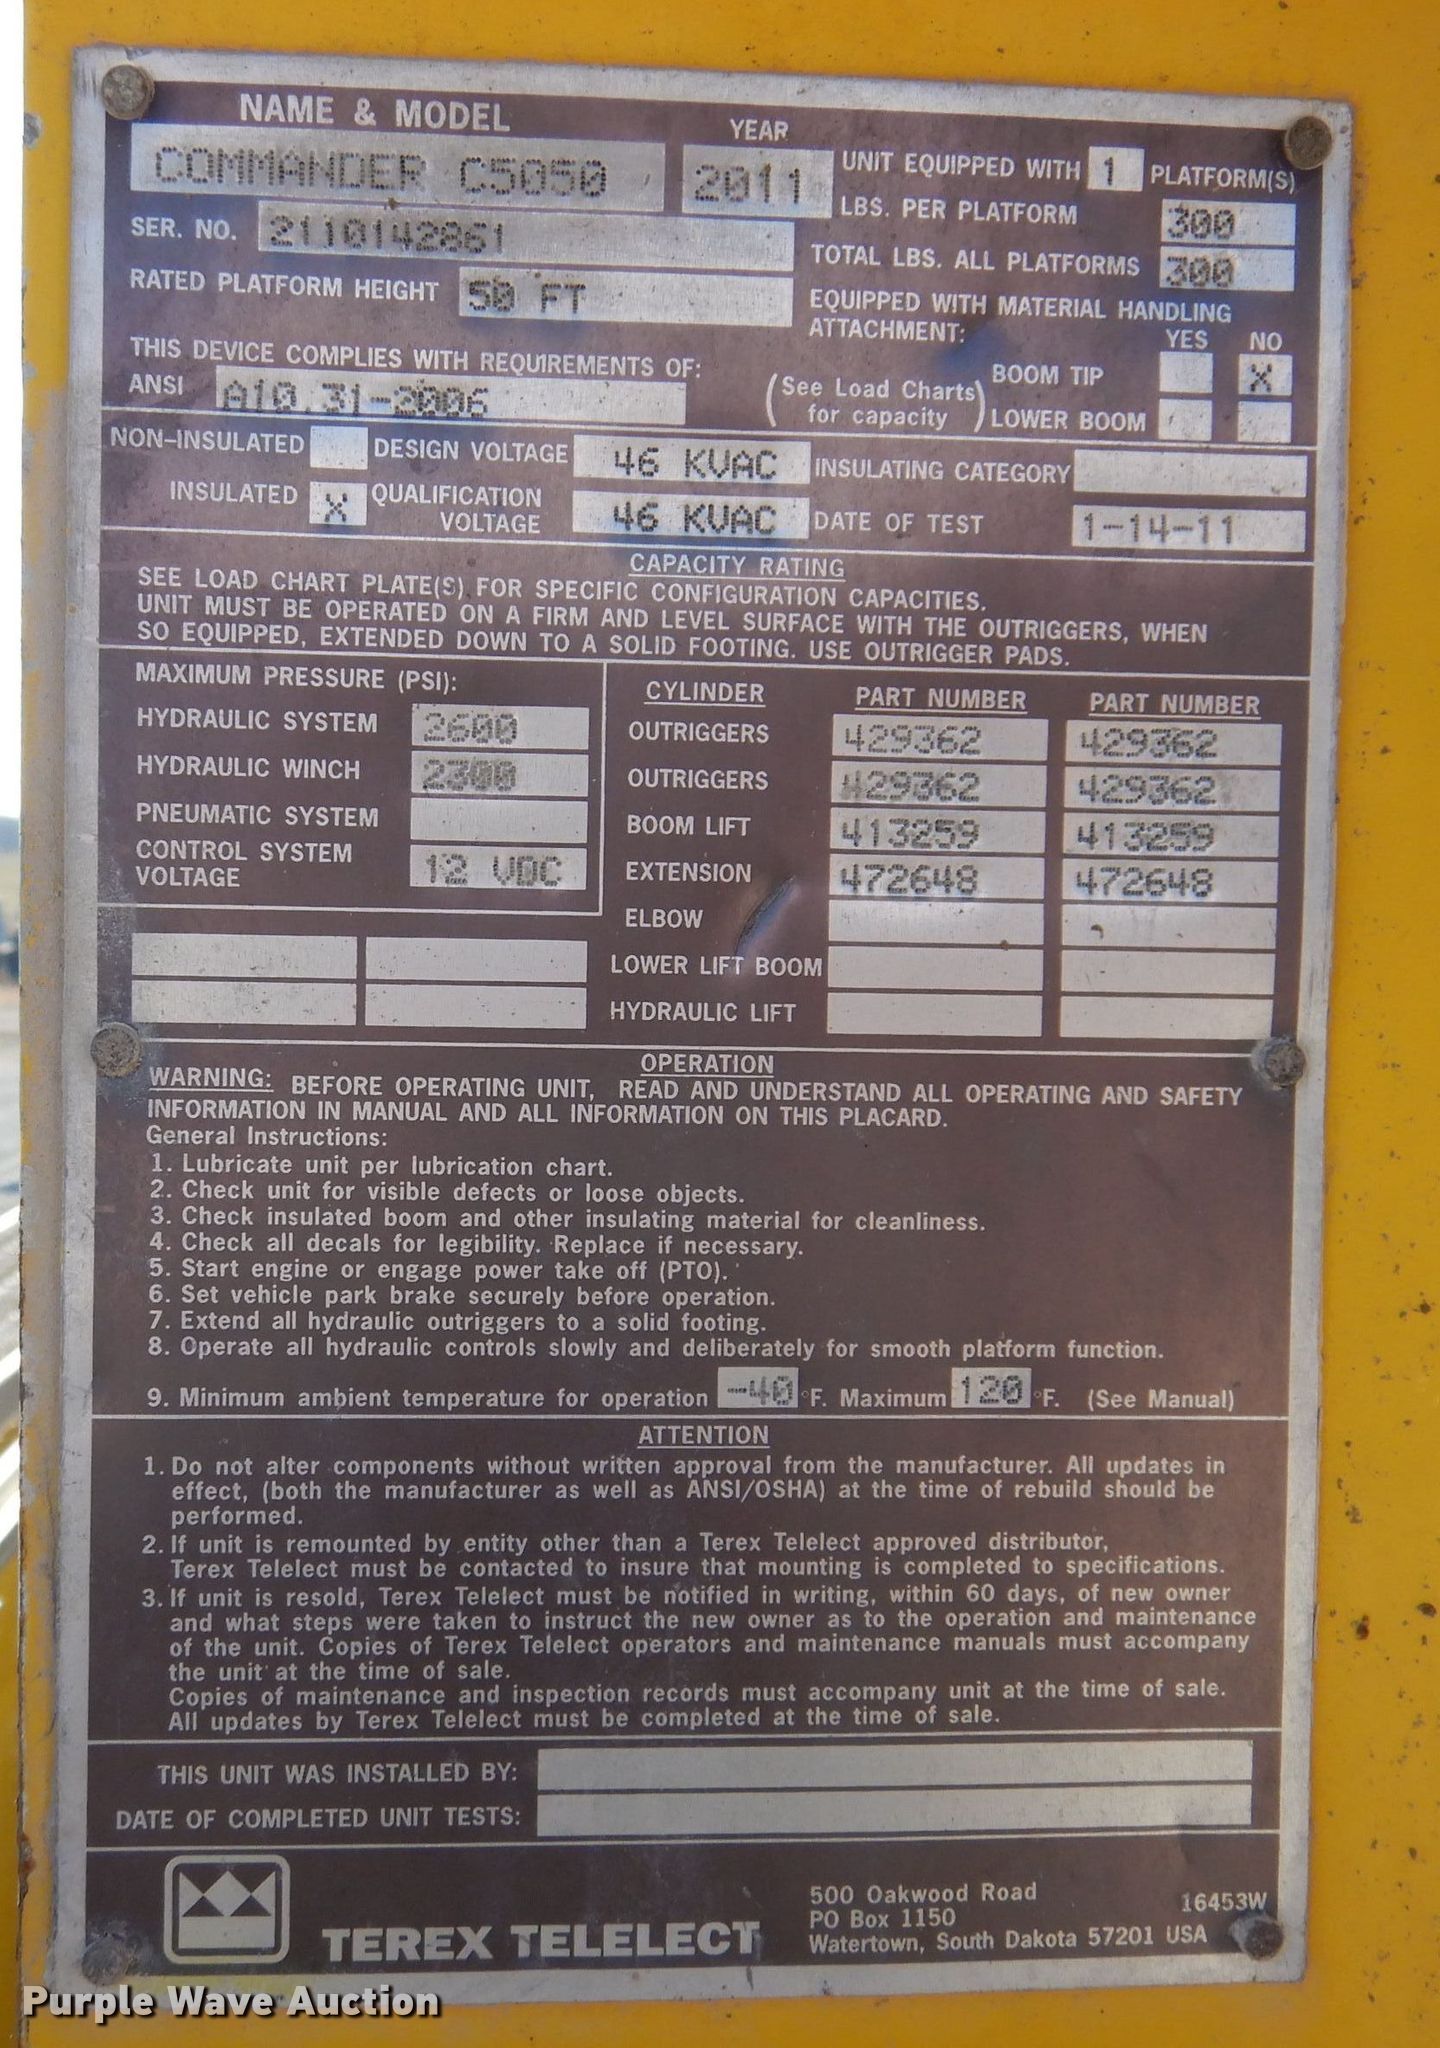 NAME & MODEL
YEAR
COMMANDER C5050
2011
UNIT EQUIPPED WITH 1 PLATFORM(S)
LBS. PER PLATFORM 300
SER. NO. 2110142861
TOTAL LBS. ALL PLATFORMS 300
RATED PLATFORM HEIGHT 50 FT
EQUIPPED WITH MATERIAL HANDLING
ATTACHMENT:
YES NO
THIS DEVICE COMPLIES WITH REQUIREMENTS OF:
ANSI A10.31-2006
(See Load Charts
for capacity)
BOOM TIP X
LOWER BOOM
NON-INSULATED
DESIGN VOLTAGE 46 KVAC
INSULATING CATEGORY
INSULATED X
QUALIFICATION
VOLTAGE 46 KVAC
DATE OF TEST 1-14-11
CAPACITY RATING
SEE LOAD CHART PLATE(S) FOR SPECIFIC CONFIGURATION CAPACITIES.
UNIT MUST BE OPERATED ON A FIRM AND LEVEL SURFACE WITH THE OUTRIGGERS, WHEN
SO EQUIPPED, EXTENDED DOWN TO A SOLID FOOTING. USE OUTRIGGER PADS.
MAXIMUM PRESSURE (PSI):
HYDRAULIC SYSTEM 2600
HYDRAULIC WINCH 2300
PNEUMATIC SYSTEM
CONTROL SYSTEM
VOLTAGE 12 VDC
CYLINDER PART NUMBER PART NUMBER
OUTRIGGERS 429362 429362
OUTRIGGERS 429362 429362
BOOM LIFT 413259 413259
EXTENSION 472648 472648
ELBOW
LOWER LIFT BOOM
HYDRAULIC LIFT
OPERATION
WARNING: BEFORE OPERATING UNIT, READ AND UNDERSTAND ALL OPERATING AND SAFETY
INFORMATION IN MANUAL AND ALL INFORMATION ON THIS PLACARD.
General Instructions:
1. Lubricate unit per lubrication chart.
2. Check unit for visible defects or loose objects.
3. Check insulated boom and other insulating material for cleanliness.
4. Check all decals for legibility. Replace if necessary.
5. Start engine or engage power take off (PTO).
6. Set vehicle park brake securely before operation.
7. Extend all hydraulic outriggers to a solid footing.
8. Operate all hydraulic controls slowly and deliberately for smooth platform function.
9. Minimum ambient temperature for operation -40 °F. Maximum 120 °F. (See Manual)
ATTENTION
1. Do not alter components without written approval from the manufacturer. All updates in
effect, (both the manufacturer as well as ANSI/OSHA) at the time of rebuild should be
performed.
2. If unit is remounted by entity other than a Terex Telelect approved distributor,
Terex Telelect must be contacted to insure that mounting is completed to specifications.
3. If unit is resold, Terex Telelect must be notified in writing, within 60 days, of new owner
and what steps were taken to instruct the new owner as to the operation and maintenance
of the unit. Copies of Terex Telelect operators and maintenance manuals must accompany
the unit at the time of sale.
Copies of maintenance and inspection records must accompany unit at the time of sale.
All updates by Terex Telelect must be completed at the time of sale.
THIS UNIT WAS INSTALLED BY:
DATE OF COMPLETED UNIT TESTS:
TEREX TELELECT
500 Oakwood Road
PO Box 1150
Watertown, South Dakota 57201 USA
16453W
Purple Wave Auction